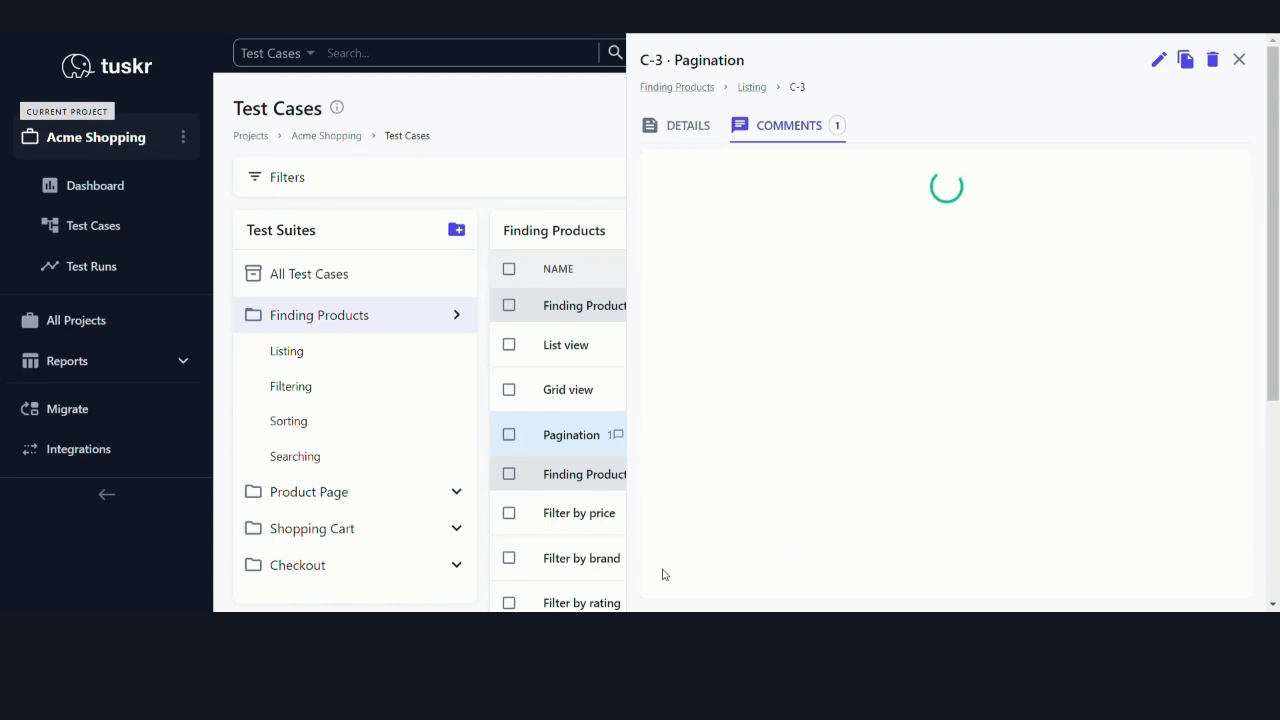 tuskr
CURRENT PROJECT
Acme Shopping
Dashboard
Test Cases
Test Runs
All Projects
Reports
Migrate
Integrations
Test Cases Search...
Test Cases
Projects > Acme Shopping > Test Cases
Filters
Test Suites
All Test Cases
Finding Products
Listing
Filtering
Sorting
Searching
Product Page
Shopping Cart
Checkout
Finding Products
NAME
Finding Product
List view
Grid view
Pagination 1
Finding Product
Filter by price
Filter by brand
Filter by rating
C-3 · Pagination
Finding Products > Listing > C-3
DETAILS
COMMENTS 1